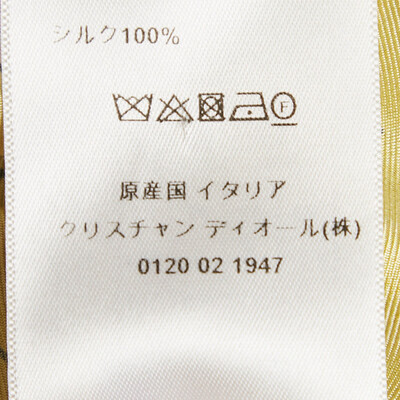 シルク100%
F
原産国 イタリア
クリスチャン ディオール(株)
0120 02 1947